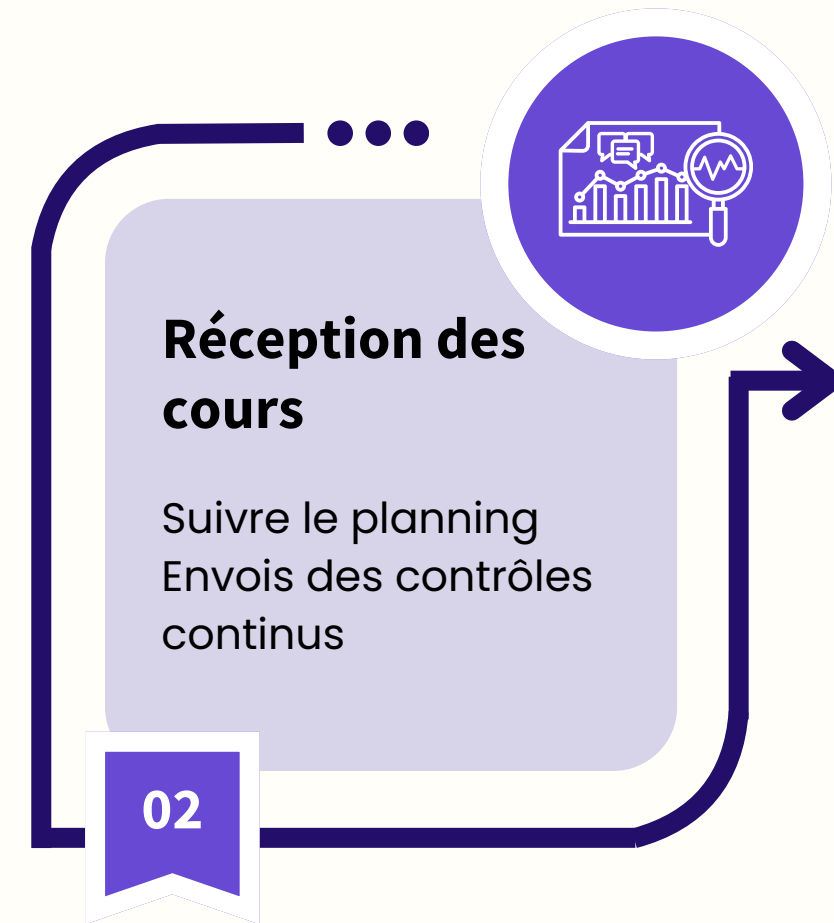 Réception des
cours
Suivre le planning
Envois des contrôles
continus
02